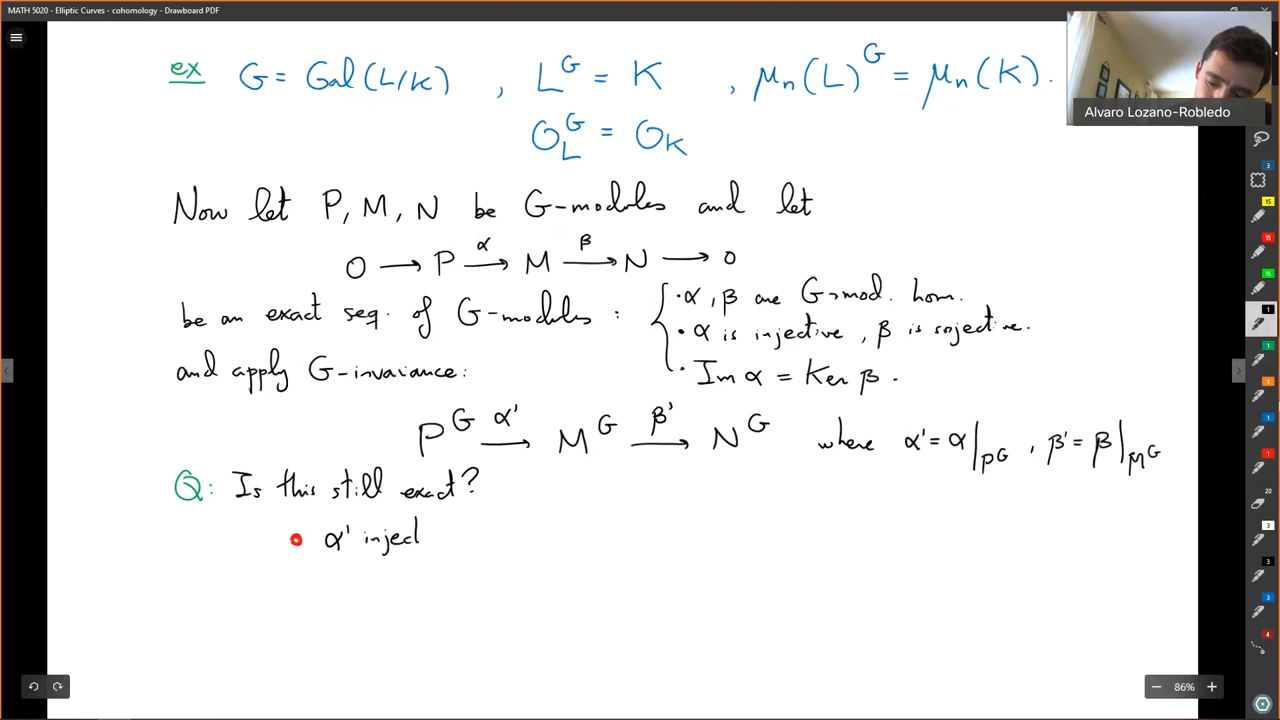 MATH 5020 - Elliptic Curves - cohomology - Drawboard PDF
ex G = Gal(L/K) , L^G = K , μn(L)^G = μn(K).
O_L^G = O_K
Alvaro Lozano-Robledo
Now let P, M, N be G-modules and let
0 → P →^α M →^β N → 0
be an exact seq. of G-modules : { · α, β are G-mod. hom.
· α is injective, β is surjective.
and apply G-invariance: · Im α = Ker β.
P^G →^α' M^G →^β' N^G where α' = α|_P^G , β' = β|_M^G
Q: Is this still exact?
• α' inject
86%